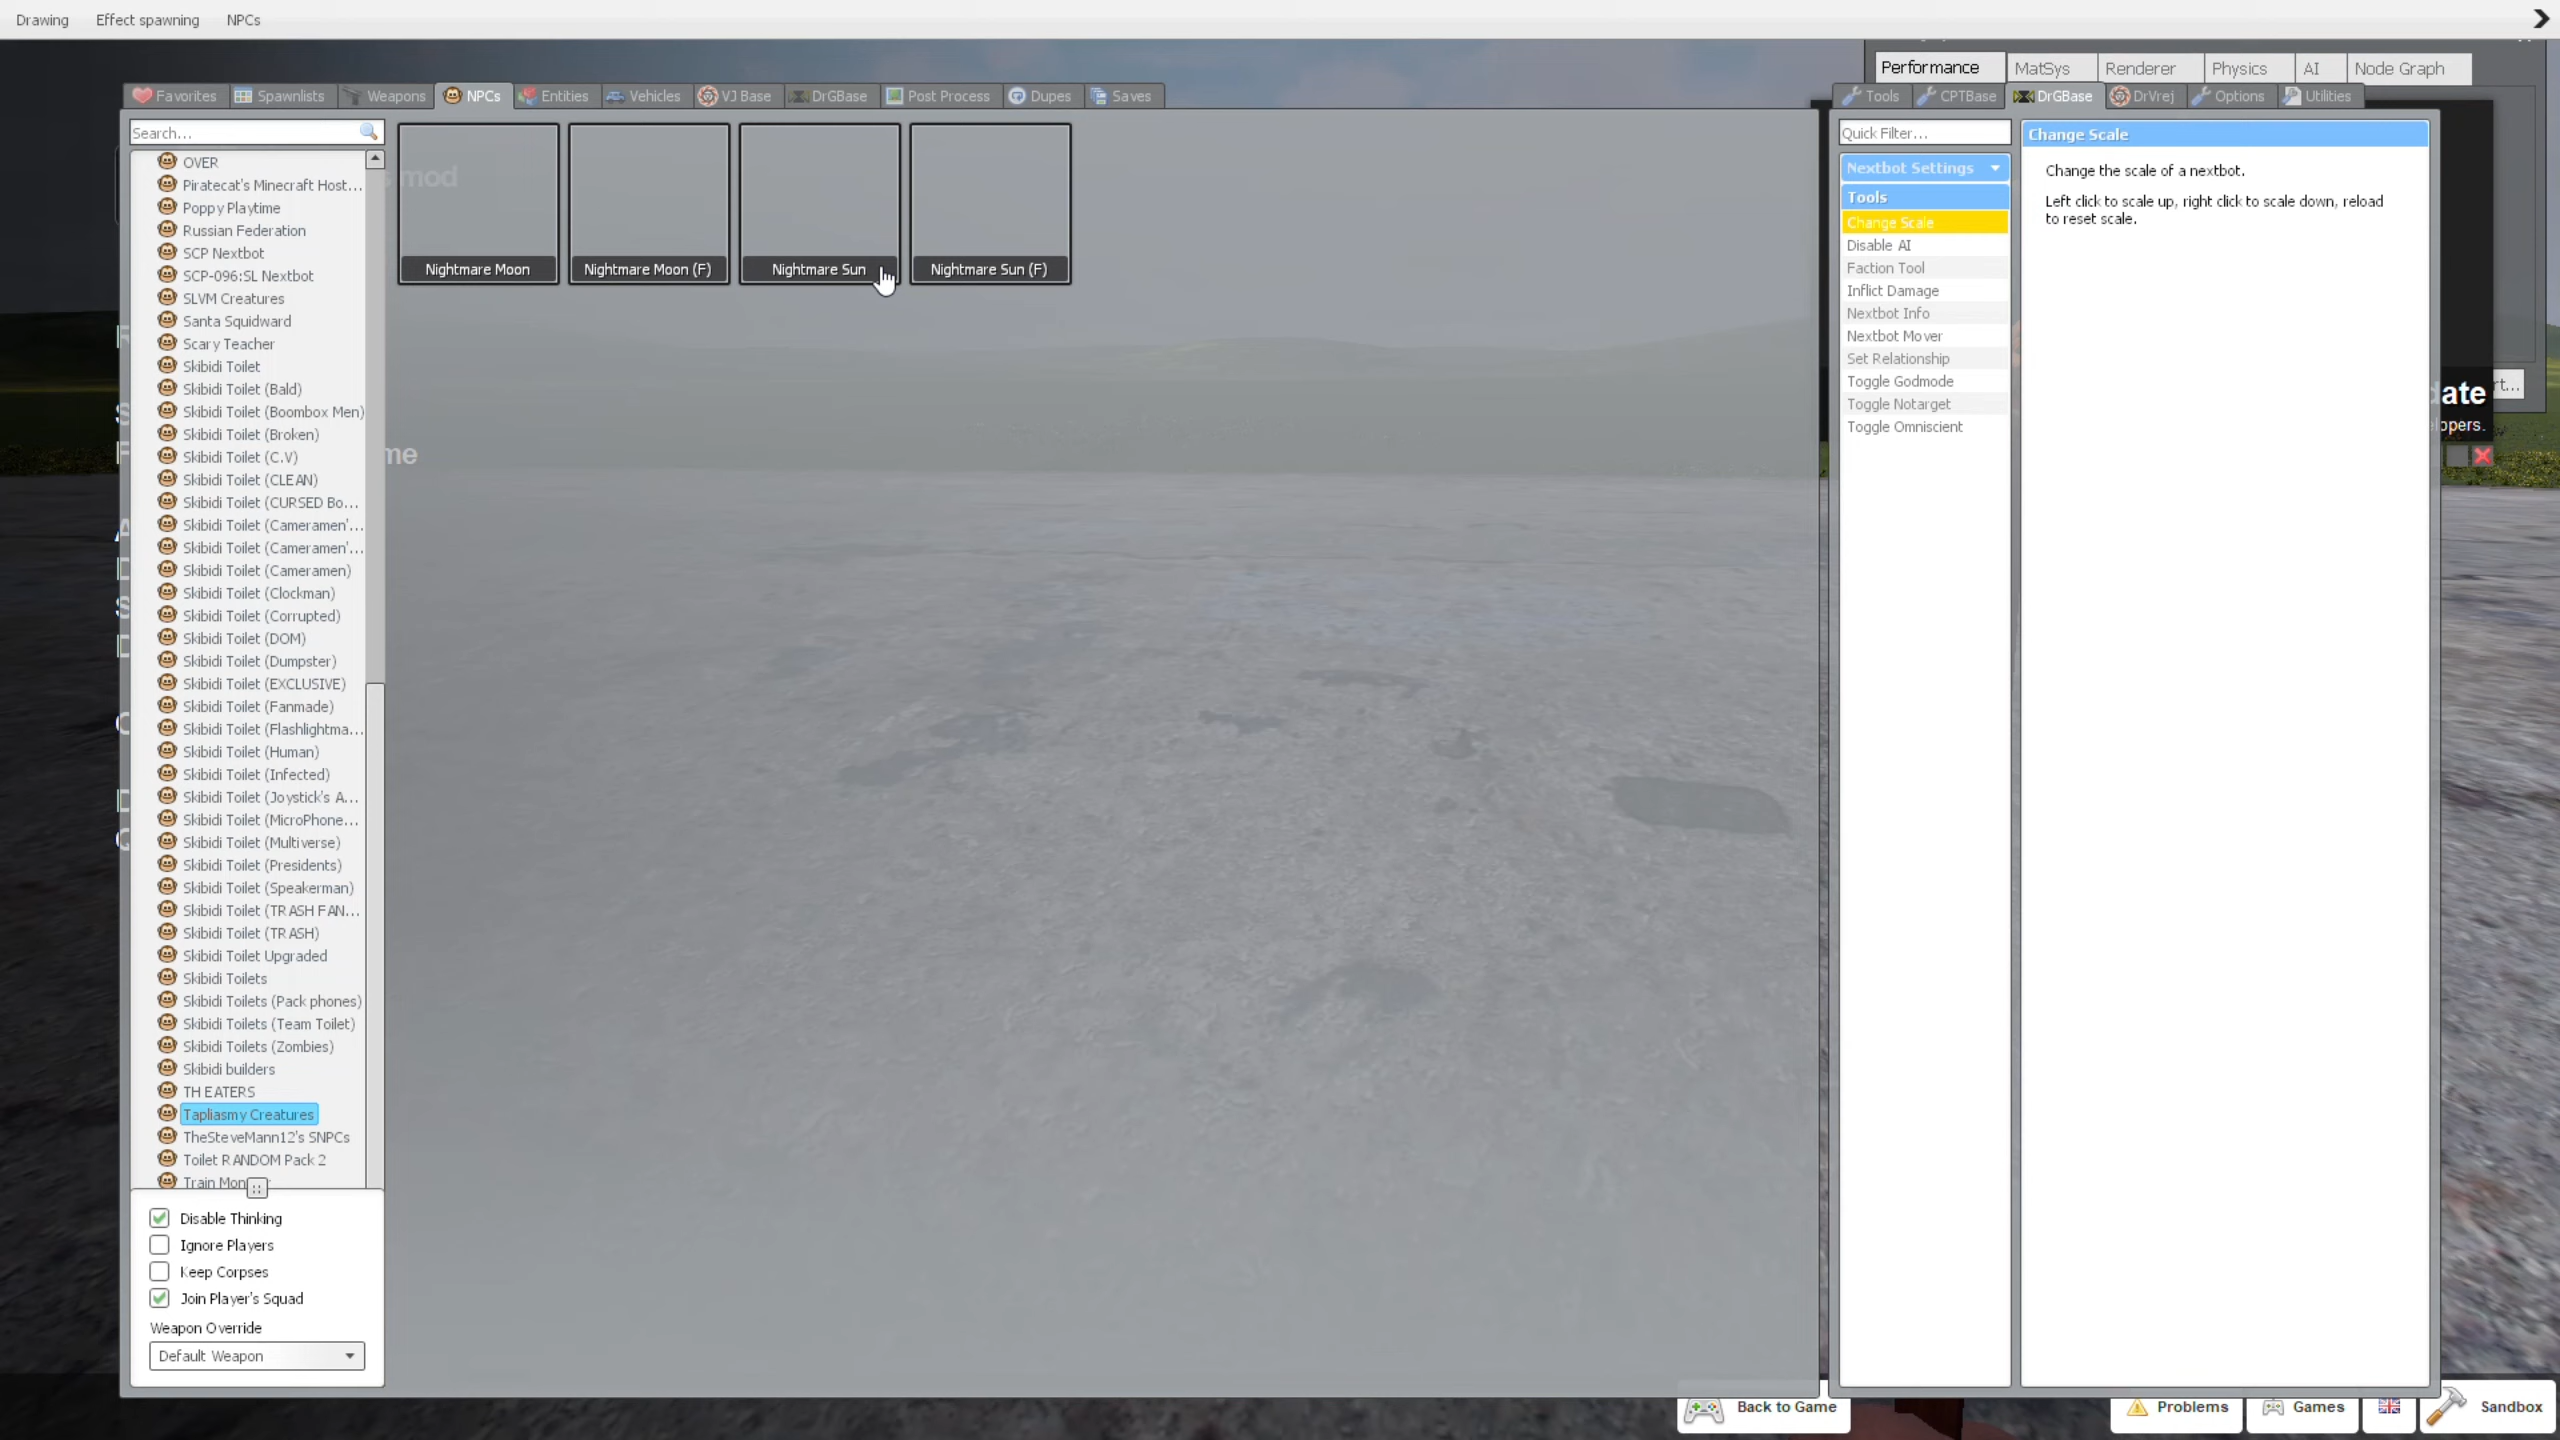 Drawing Effect spawning NPCs
Performance MatSys Renderer Physics AI Node Graph
Favorites Spawnlists Weapons NPCs Entities Vehicles VJ Base DrGBase Post Process Dupes Saves
Tools CPTBase DrGBase DrVrej Options Utilities
Search...
OVER
Piratecat's Minecraft Host...
Poppy Playtime
Russian Federation
SCP Nextbot
SCP-096:SL Nextbot
SLVM Creatures
Santa Squidward
Scary Teacher
Skibidi Toilet
Skibidi Toilet (Bald)
Skibidi Toilet (Boombox Men)
Skibidi Toilet (Broken)
Skibidi Toilet (C.V)
Skibidi Toilet (CLEAN)
Skibidi Toilet (CURSED Bo...
Skibidi Toilet (Cameramen'...
Skibidi Toilet (Cameramen'...
Skibidi Toilet (Cameramen)
Skibidi Toilet (Clockman)
Skibidi Toilet (Corrupted)
Skibidi Toilet (DOM)
Skibidi Toilet (Dumpster)
Skibidi Toilet (EXCLUSIVE)
Skibidi Toilet (Fanmade)
Skibidi Toilet (Flashlightma...
Skibidi Toilet (Human)
Skibidi Toilet (Infected)
Skibidi Toilet (Joystick's A...
Skibidi Toilet (MicroPhone...
Skibidi Toilet (Multiverse)
Skibidi Toilet (Presidents)
Skibidi Toilet (Speakerman)
Skibidi Toilet (TRASH FAN...
Skibidi Toilet (TRASH)
Skibidi Toilet Upgraded
Skibidi Toilets
Skibidi Toilets (Pack phones)
Skibidi Toilets (Team Toilet)
Skibidi Toilets (Zombies)
Skibidi builders
TH EATERS
Tapliasmy Creatures
TheSteveMann12's SNPCs
Toilet RANDOM Pack 2
Disable Thinking
Ignore Players
Keep Corpses
Join Player's Squad
Weapon Override
Default Weapon
s mod
me
Nightmare Moon
Nightmare Moon (F)
Nightmare Sun
Nightmare Sun (F)
Quick Filter...
Nextbot Settings
Tools
Change Scale
Disable AI
Faction Tool
Inflict Damage
Nextbot Info
Nextbot Mover
Set Relationship
Toggle Godmode
Toggle Notarget
Toggle Omniscient
Change Scale
Change the scale of a nextbot.
Left click to scale up, right click to scale down, reload
to reset scale.
rt...
date
elopers.
Back to Game
Problems
Games
Sandbox